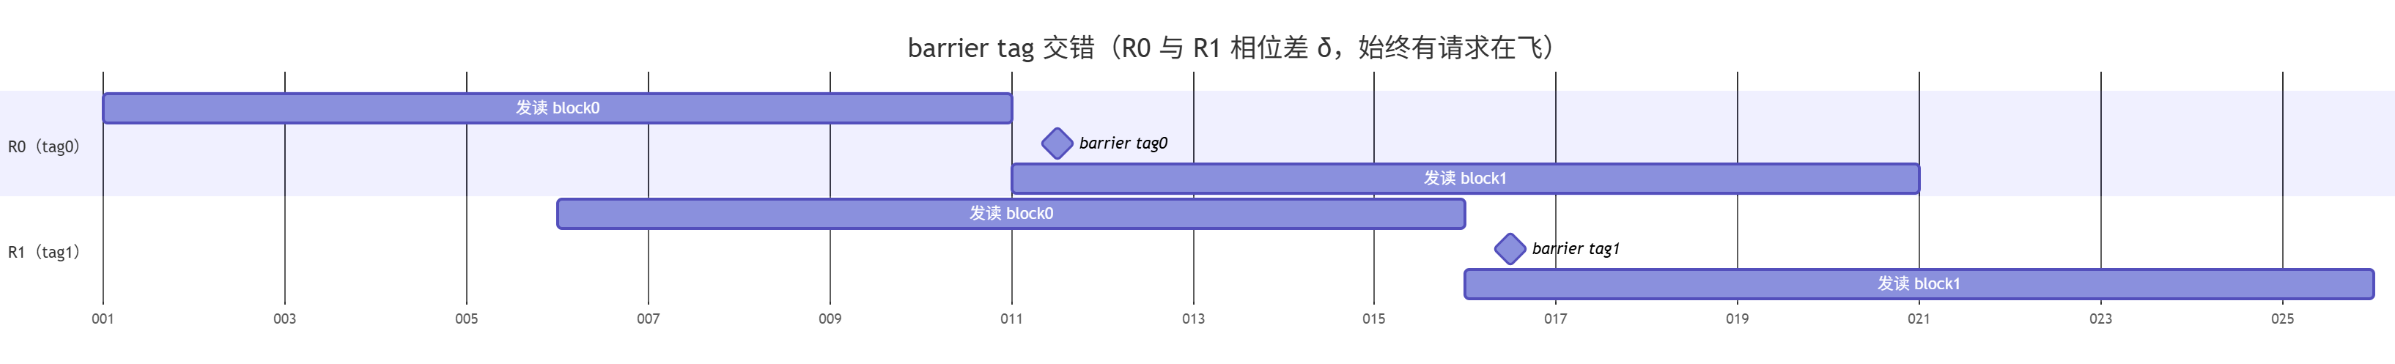 barrier tag 交错（R0 与 R1 相位差 δ，始终有请求在飞）
发读 block0
R0（tag0）
barrier tag0
发读 block1
发读 block0
R1（tag1）
barrier tag1
发读 block1
001 003 005 007 009 011 013 015 017 019 021 023 025